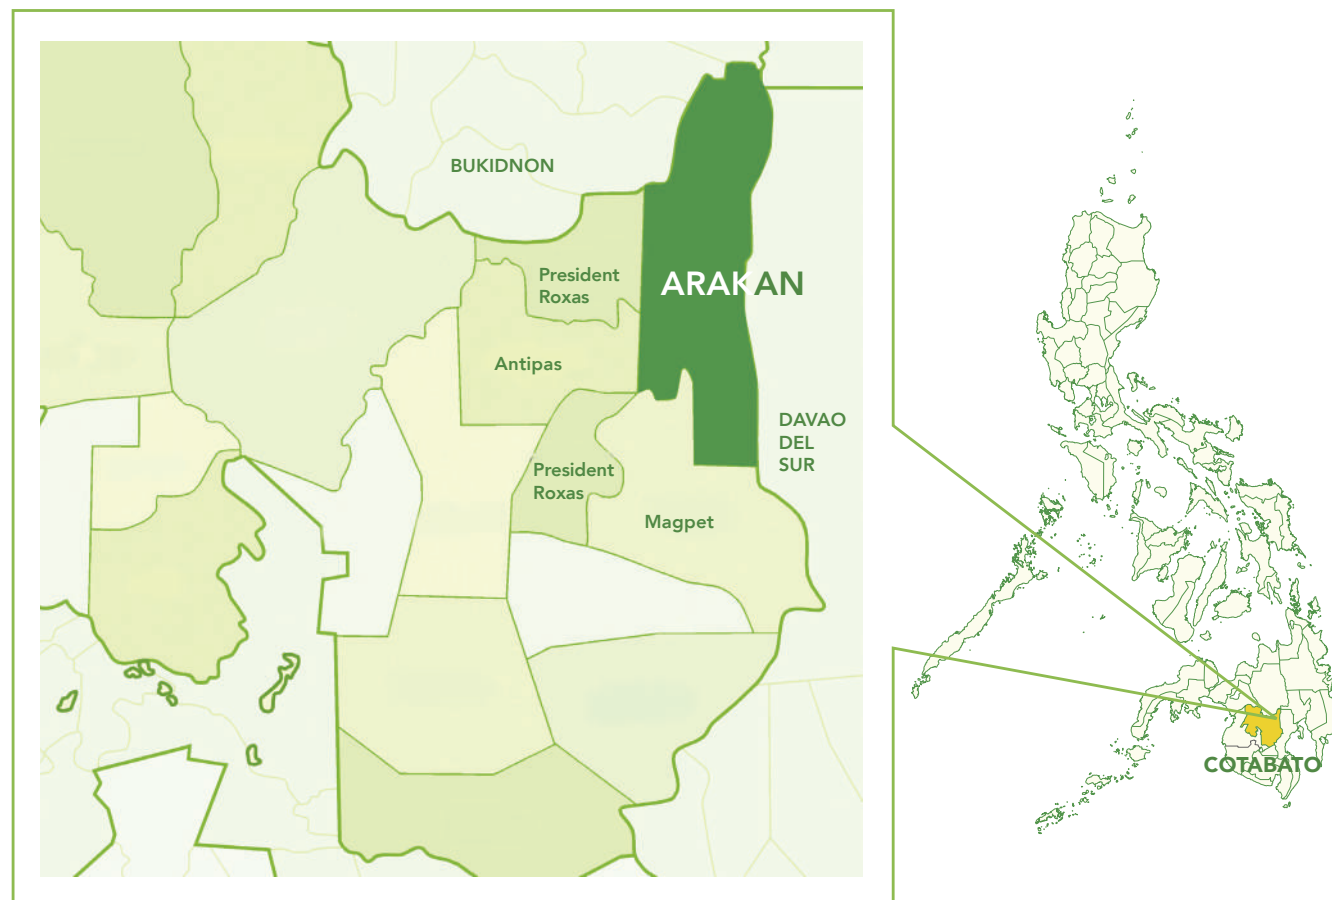 BUKIDNON
President
Roxas
ARAKAN
Antipas
DAVAO
DEL
SUR
President
Roxas
Magpet
COTABATO